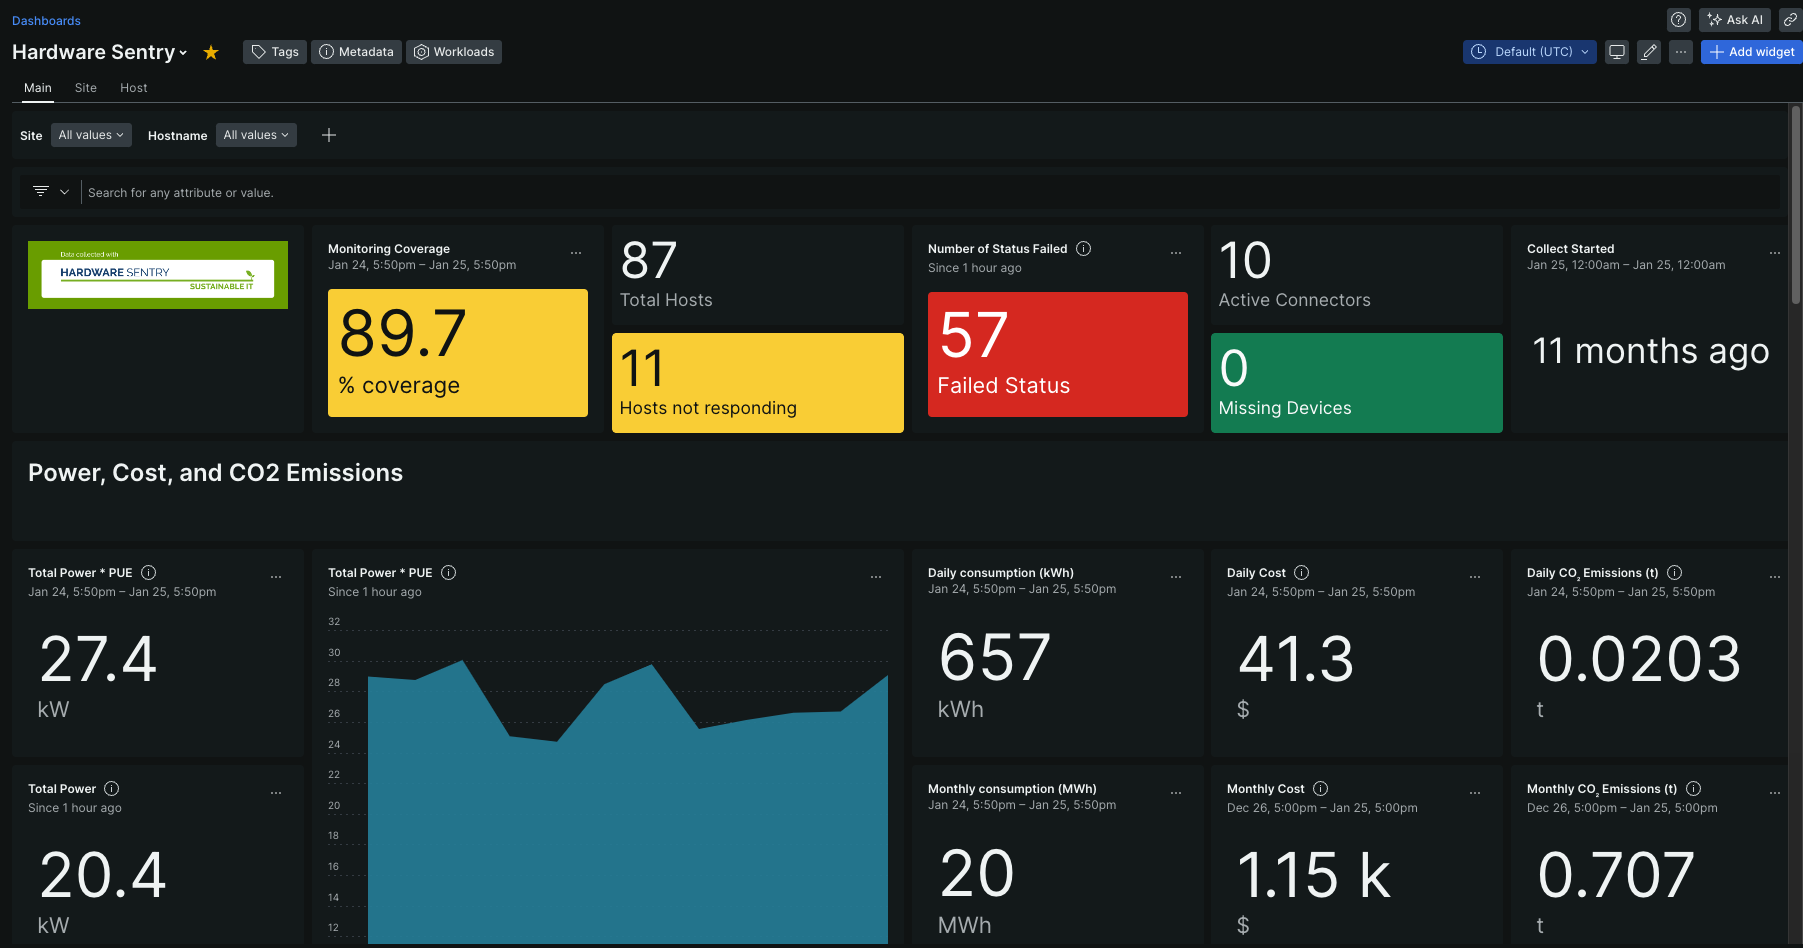 Dashboards
Ask AI
Hardware Sentry
Tags
Metadata
Workloads
Default (UTC)
Add widget
Main
Site
Host
Site
All values
Hostname
All values
Search for any attribute or value.
Data collected with
HARDWARE SENTRY
SUSTAINABLE IT
Monitoring Coverage
Jan 24, 5:50pm – Jan 25, 5:50pm
89.7
% coverage
87
Total Hosts
11
Hosts not responding
Number of Status Failed
Since 1 hour ago
57
Failed Status
10
Active Connectors
0
Missing Devices
Collect Started
Jan 25, 12:00am – Jan 25, 12:00am
11 months ago
Power, Cost, and CO2 Emissions
Total Power * PUE
Jan 24, 5:50pm – Jan 25, 5:50pm
27.4
kW
Total Power * PUE
Since 1 hour ago
32
30
28
26
24
22
20
18
16
14
12
Daily consumption (kWh)
Jan 24, 5:50pm – Jan 25, 5:50pm
657
kWh
Daily Cost
Jan 24, 5:50pm – Jan 25, 5:50pm
41.3
$
Daily CO₂ Emissions (t)
Jan 24, 5:50pm – Jan 25, 5:50pm
0.0203
t
Total Power
Since 1 hour ago
20.4
kW
Monthly consumption (MWh)
Jan 24, 5:50pm – Jan 25, 5:50pm
20
MWh
Monthly Cost
Dec 26, 5:00pm – Jan 25, 5:00pm
1.15 k
$
Monthly CO₂ Emissions (t)
Dec 26, 5:00pm – Jan 25, 5:00pm
0.707
t